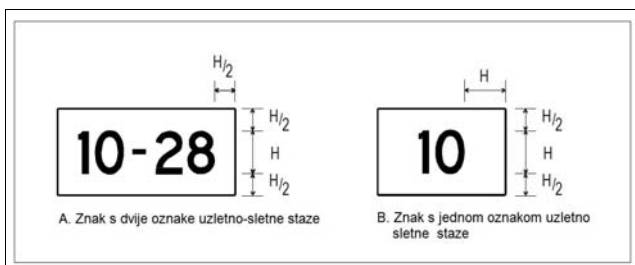 H/2
H
H/2
H/2
10-28
H
10
H
H/2
H/2
A. Znak s dvije oznake uzletno-sletne staze
B. Znak s jednom oznakom uzletno
sletne staze